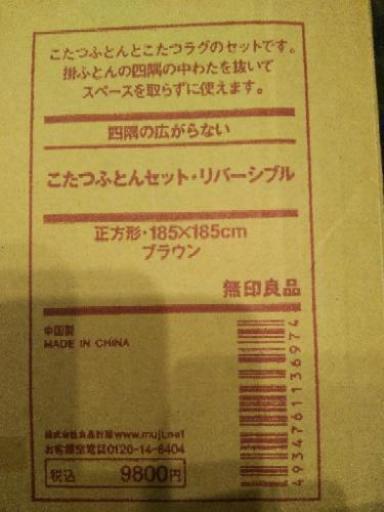 こたつふとんとこたつラグのセットです。
掛ふとんの四隅の中わたを抜いて
スペースを取らずに使えます。
四隅の広がらない
こたつふとんセット・リバーシブル
正方形・185×185cm
ブラウン
無印良品
中国製
MADE IN CHINA
株式会社良品計画www.muji.net
お客様室電話0120-14-6404
税込 9800円
4934761136974